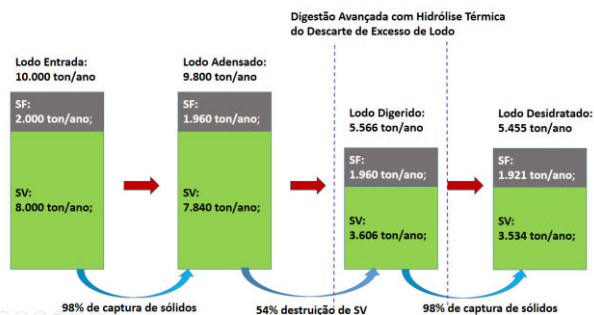 Digestão Avançada com Hidrólise Térmica
do Descarte de Excesso de Lodo
Lodo Entrada:
10.000 ton/ano
SF:
2.000 ton/ano;
SV:
8.000 ton/ano;
Lodo Adensado:
9.800 ton/ano
SF:
1.960 ton/ano;
SV:
7.840 ton/ano;
Lodo Digerido:
5.566 ton/ano
SF:
1.960 ton/ano;
SV:
3.606 ton/ano;
Lodo Desidratado:
5.455 ton/ano
SF:
1.921 ton/ano;
SV:
3.534 ton/ano;
98% de captura de sólidos
54% destruição de SV
98% de captura de sólidos